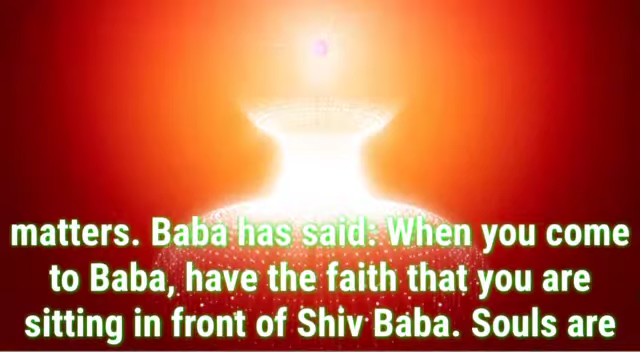 matters. Baba has said: When you come
to Baba, have the faith that you are
sitting in front of Shiv Baba. Souls are